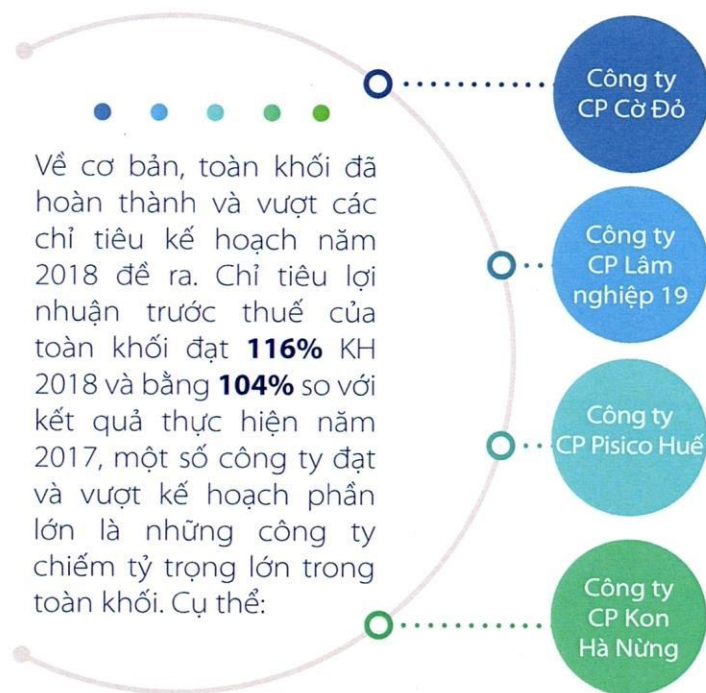 Về cơ bản, toàn khối đã
hoàn thành và vượt các
chỉ tiêu kế hoạch năm
2018 đề ra. Chỉ tiêu lợi
nhuận trước thuế của
toàn khối đạt 116% KH
2018 và bằng 104% so với
kết quả thực hiện năm
2017, một số công ty đạt
và vượt kế hoạch phần
lớn là những công ty
chiếm tỷ trọng lớn trong
toàn khối. Cụ thể:
Công ty
CP Cờ Đỏ
Công ty
CP Lâm
nghiệp 19
Công ty
CP Pisico Huế
Công ty
CP Kon
Hà Nừng